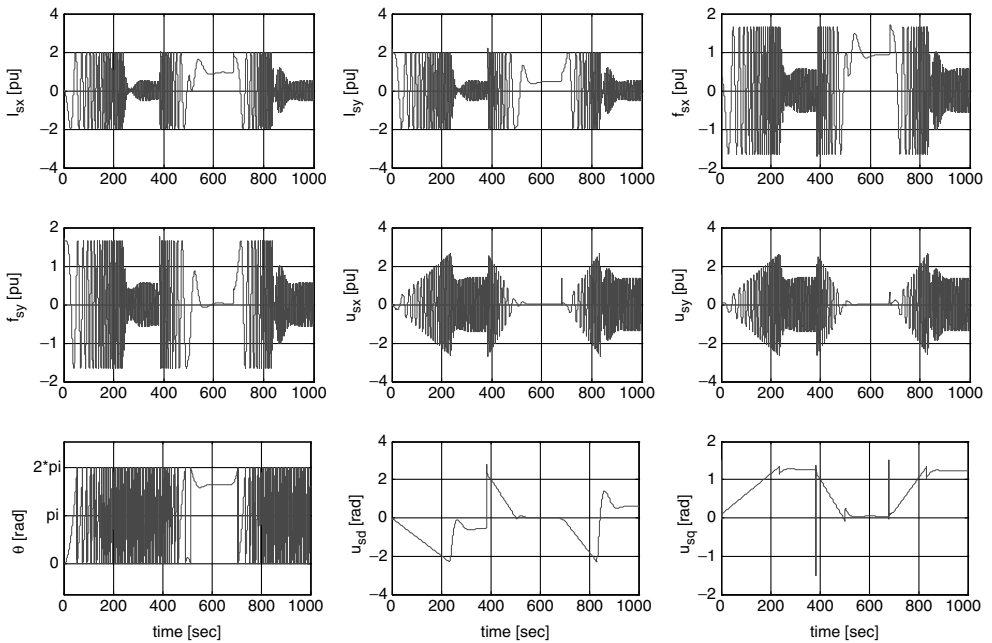 I_sx [pu]
4
2
0
−2
−4
0 200 400 600 800 1000
I_sy [pu]
4
2
0
−2
−4
0 200 400 600 800 1000
f_sx [pu]
2
1
0
−1
−2
0 200 400 600 800 1000
f_sy [pu]
2
1
0
−1
−2
0 200 400 600 800 1000
u_sx [pu]
4
2
0
−2
−4
0 200 400 600 800 1000
u_sy [pu]
4
2
0
−2
−4
0 200 400 600 800 1000
θ [rad]
2*pi
pi
0
0 200 400 600 800 1000
time [sec]
u_sd [rad]
4
2
0
−2
−4
0 200 400 600 800 1000
time [sec]
u_sq [rad]
2
1
0
−1
−2
0 200 400 600 800 1000
time [sec]